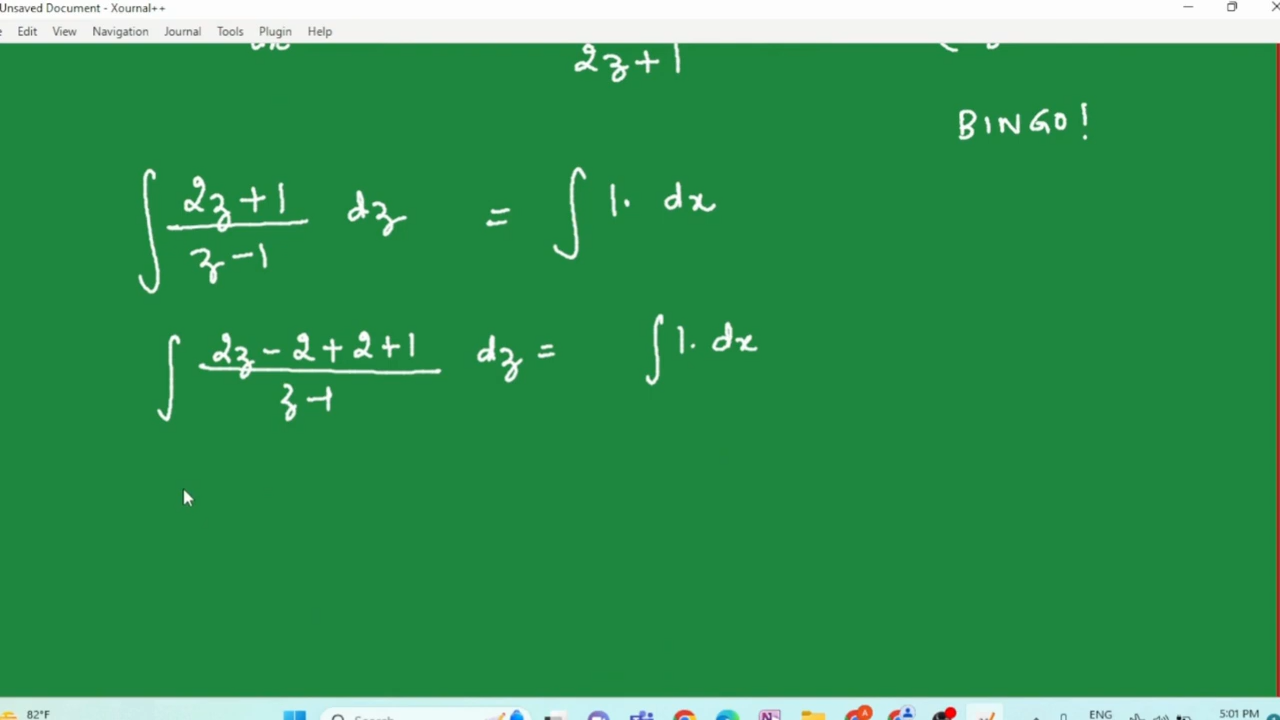 Unsaved Document - Xournal++
Edit View Navigation Journal Tools Plugin Help
2z+1
BINGO!
∫ (2z+1)/(z-1) dz = ∫ 1. dx
∫ (2z-2+2+1)/(z-1) dz = ∫ 1. dx
82°F
Search
ENG
5:01 PM